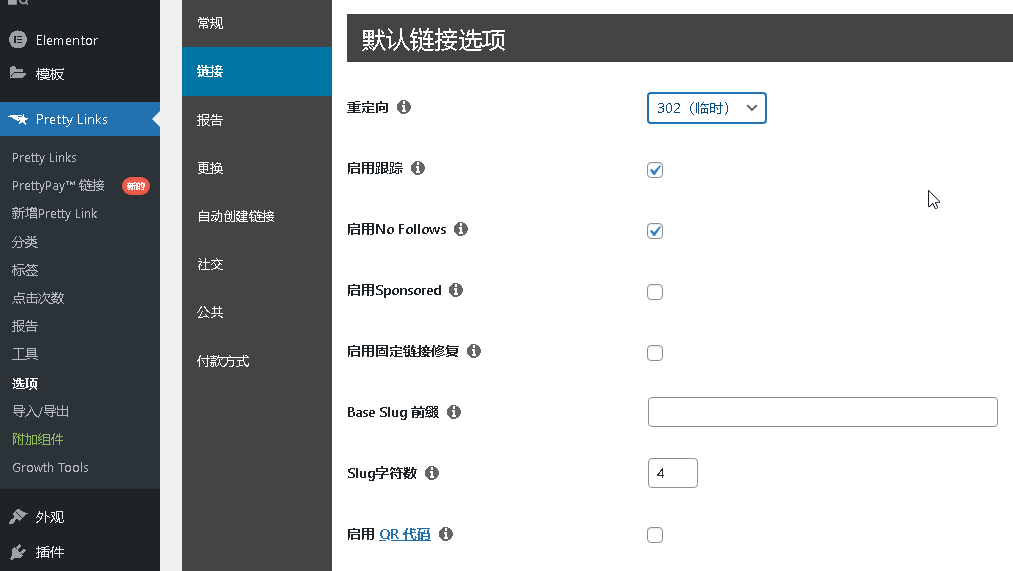 Elementor
模板
Pretty Links
Pretty Links
PrettyPay™ 链接 新的
新增Pretty Link
分类
标签
点击次数
报告
工具
选项
导入/导出
附加组件
Growth Tools
外观
插件
常规
链接
报告
更换
自动创建链接
社交
公共
付款方式
默认链接选项
重定向
302（临时）
启用跟踪
启用No Follows
启用Sponsored
启用固定链接修复
Base Slug 前缀
Slug字符数
4
启用 QR 代码